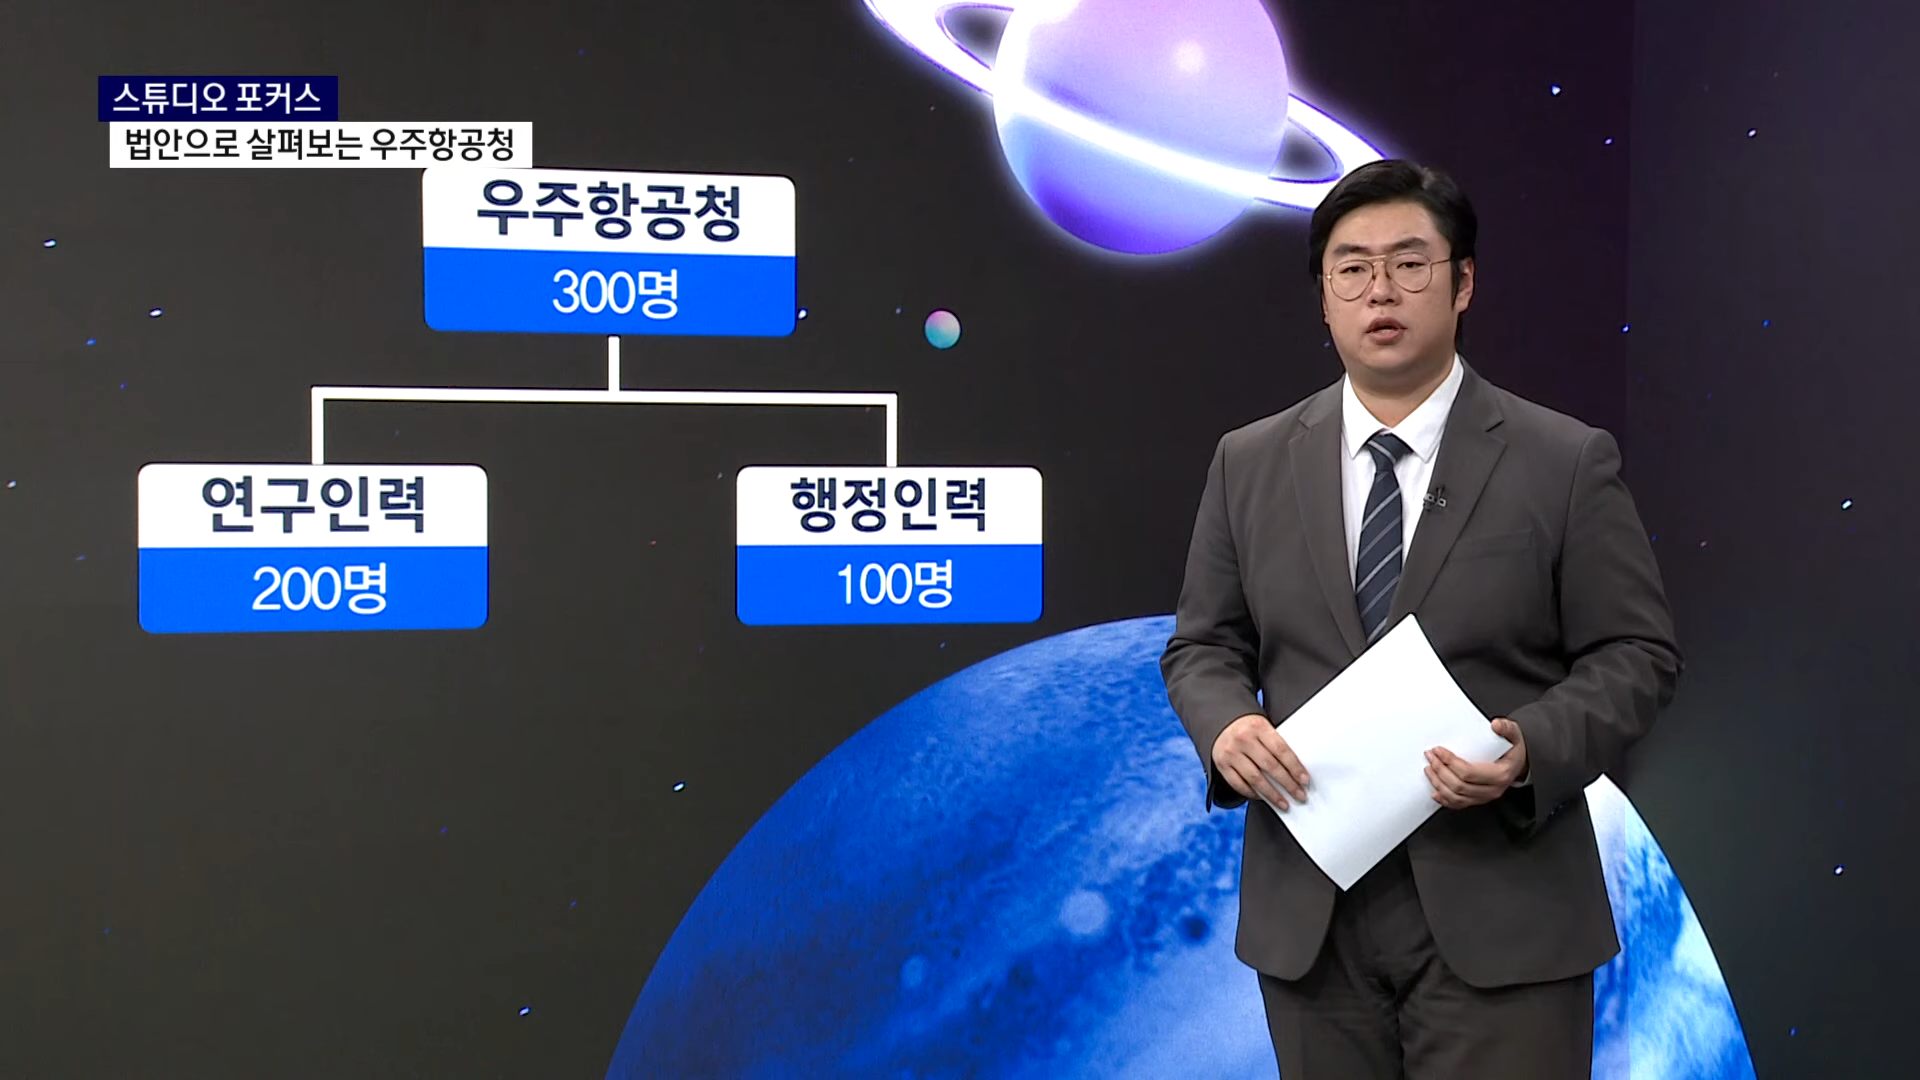 스튜디오 포커스
법안으로 살펴보는 우주항공청
우주항공청
300명
연구인력
200명
행정인력
100명